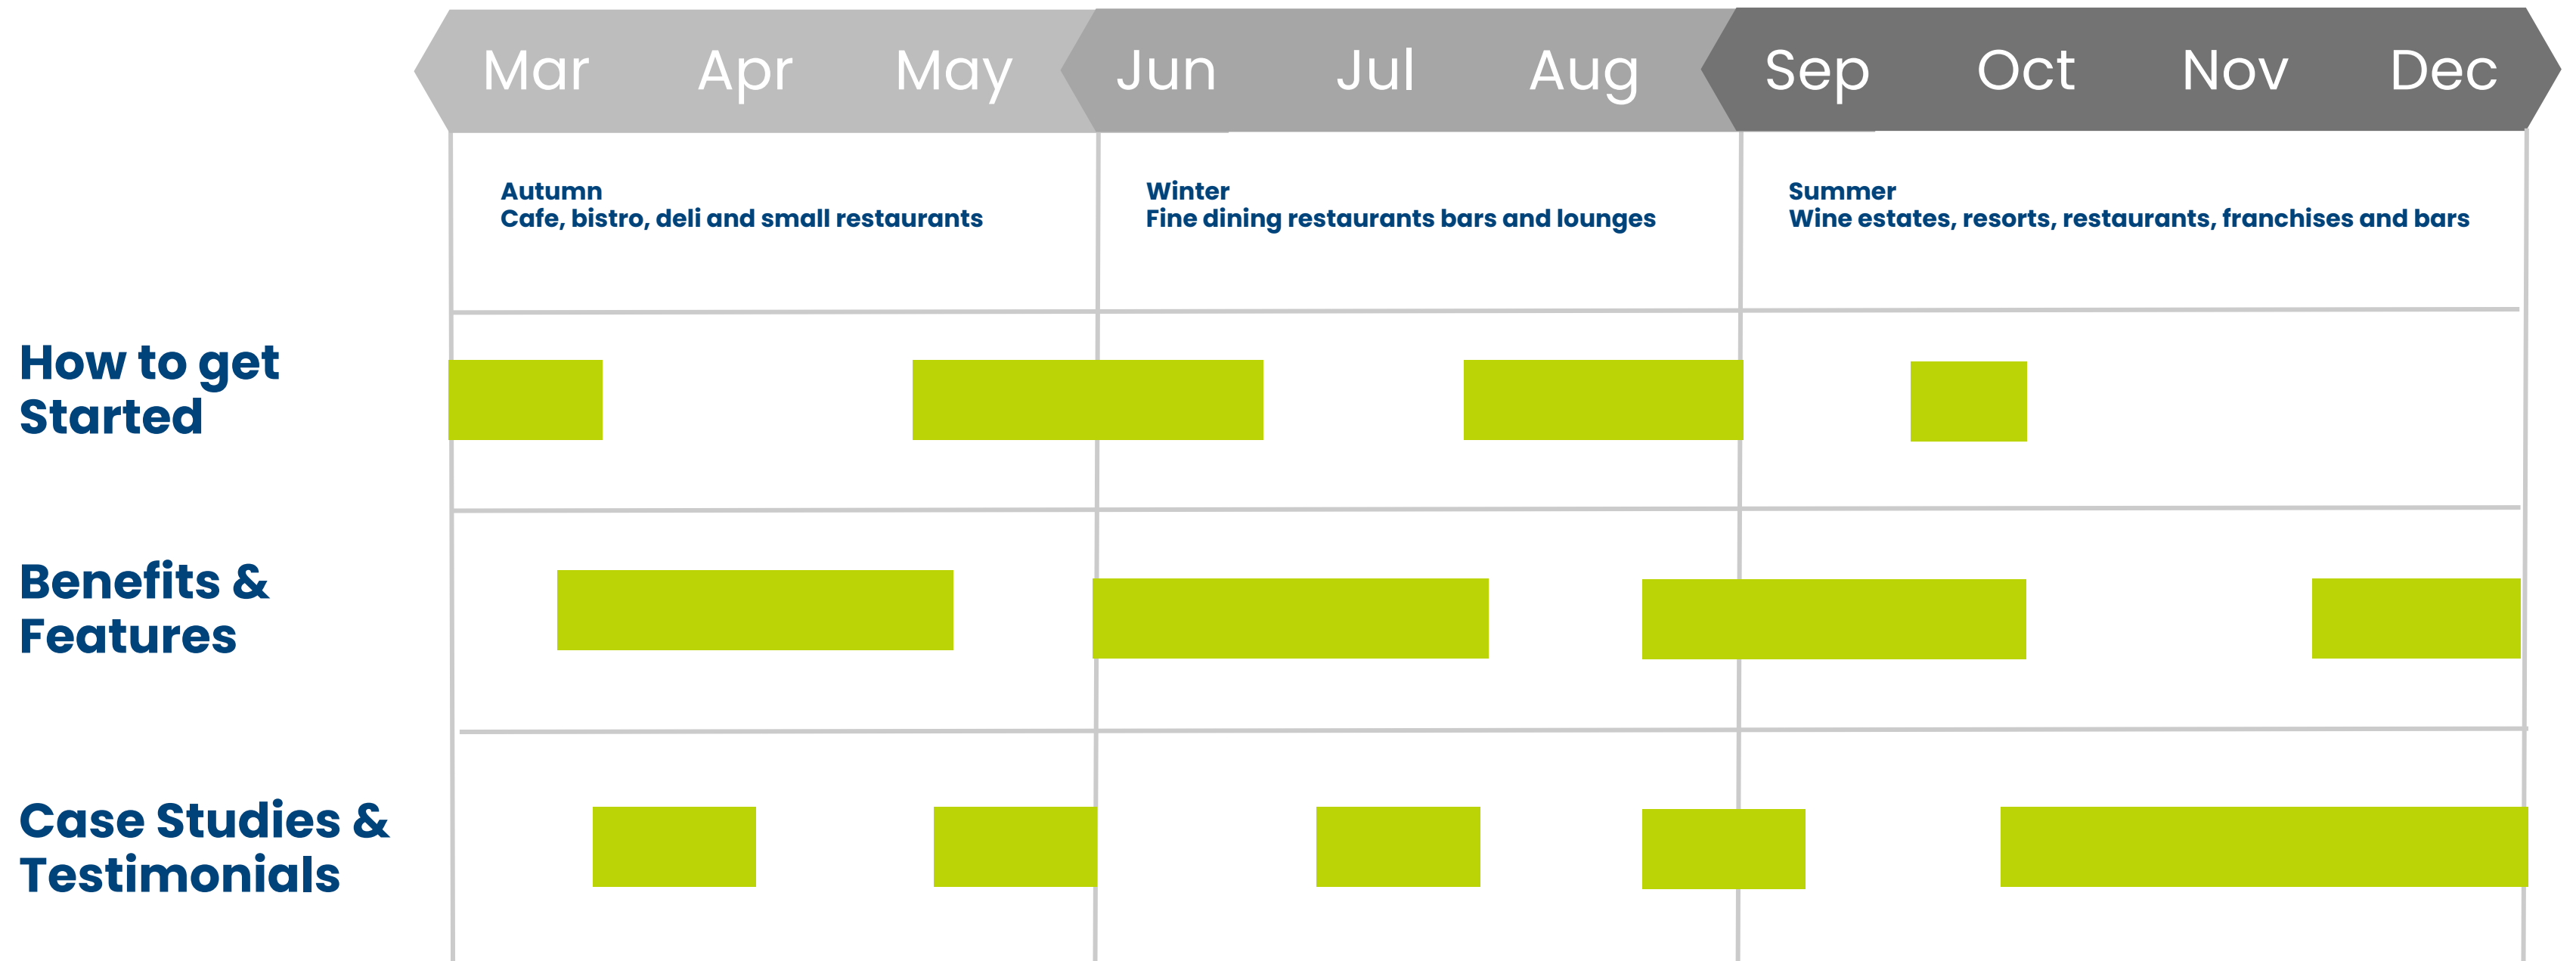 Mar Apr May Jun Jul Aug Sep Oct Nov Dec
Autumn
Cafe, bistro, deli and small restaurants
Winter
Fine dining restaurants bars and lounges
Summer
Wine estates, resorts, restaurants, franchises and bars
How to get
Started
Benefits &
Features
Case Studies &
Testimonials